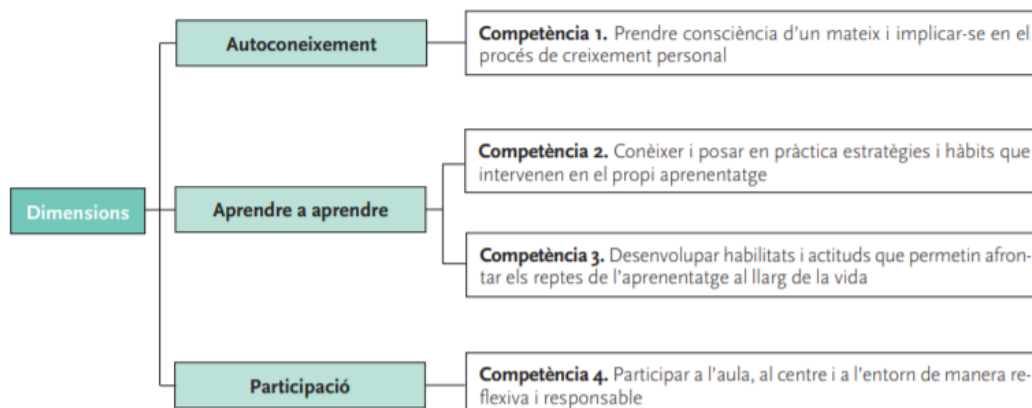 Autoconeixement
Competència 1. Prendre consciència d'un mateix i implicar-se en el
procés de creixement personal
Dimensions
Aprendre a aprendre
Competència 2. Conèixer i posar en pràctica estratègies i hàbits que
intervenen en el propi aprenentatge
Competència 3. Desenvolupar habilitats i actituds que permetin afron-
tar els reptes de l'aprenentatge al llarg de la vida
Participació
Competència 4. Participar a l'aula, al centre i a l'entorn de manera re-
flexiva i responsable